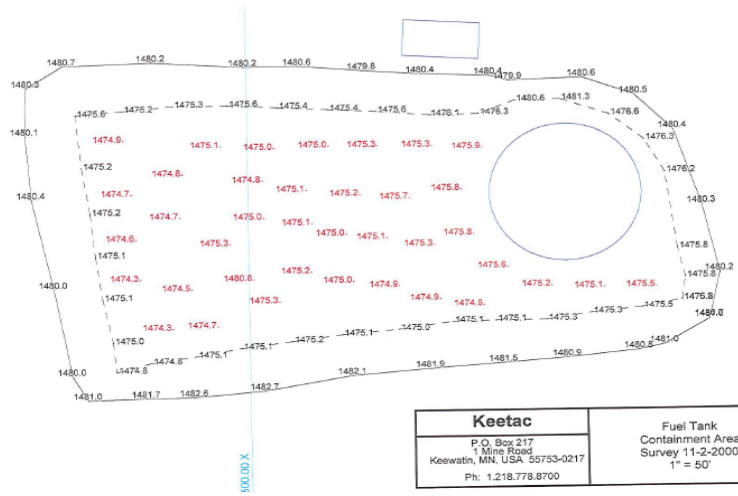 1480.7 1480.2 1480.2 1480.6 1479.8 1480.4 1480.4 1479.9 1480.6
1480.3 1480.5
1475.6 1475.2 1475.3 1475.6 1475.4 1475.4 1475.6 1476.1 1476.3 1480.6 1481.3 1476.6
1480.1 1480.4
1474.9 1475.1 1475.0 1475.0 1475.3 1475.3 1475.9 1476.3
1475.2 1476.2
1474.8 1474.8
1480.4 1474.7 1475.1 1475.2 1475.7 1475.8 1480.3
1475.2 1474.7 1475.0 1475.1
1474.6 1475.3 1475.0 1475.1 1475.3 1475.8 1475.8
1475.1
1475.2 1475.6 1480.2
1480.0 1474.3 1474.5 1480.8 1475.0 1474.9 1475.2 1475.1 1475.5 1475.8
1475.1 1475.3 1474.9 1474.8 1475.5
1475.3
1474.3 1474.7 1475.2 1475.1 1475.0 1475.1 1475.1 1475.3
1475.0 1475.1 1475.1
1474.8
1480.0 1474.8 1482.1 1481.9 1481.5 1480.9 1480.8 1481.0
1481.0 1481.7 1482.6 1482.7
500.00 X
Keetac
P.O. Box 217
1 Mine Road
Keewatin, MN, USA 55753-0217
Ph: 1.218.778.8700
Fuel Tank
Containment Area
Survey 11-2-2000
1" = 50'